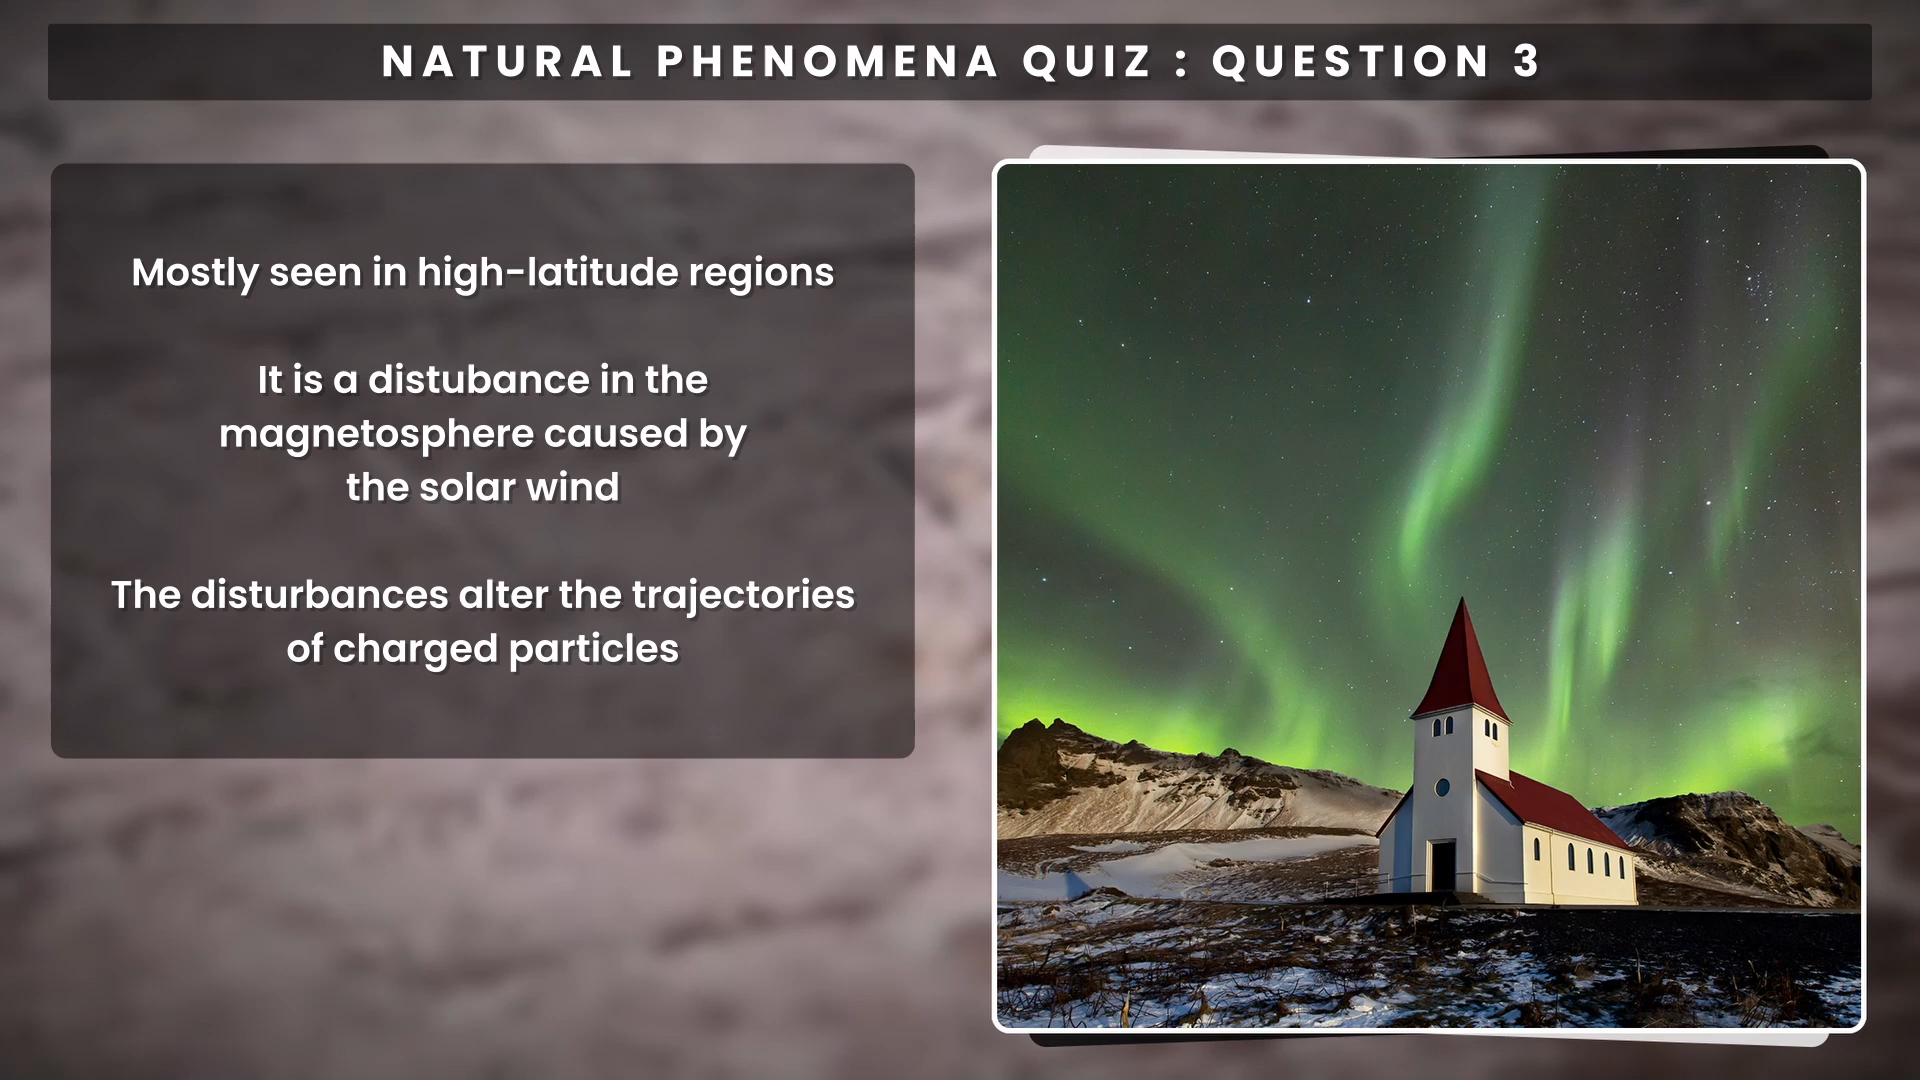 NATURAL PHENOMENA QUIZ : QUESTION 3
Mostly seen in high-latitude regions
It is a distubance in the
magnetosphere caused by
the solar wind
The disturbances alter the trajectories
of charged particles